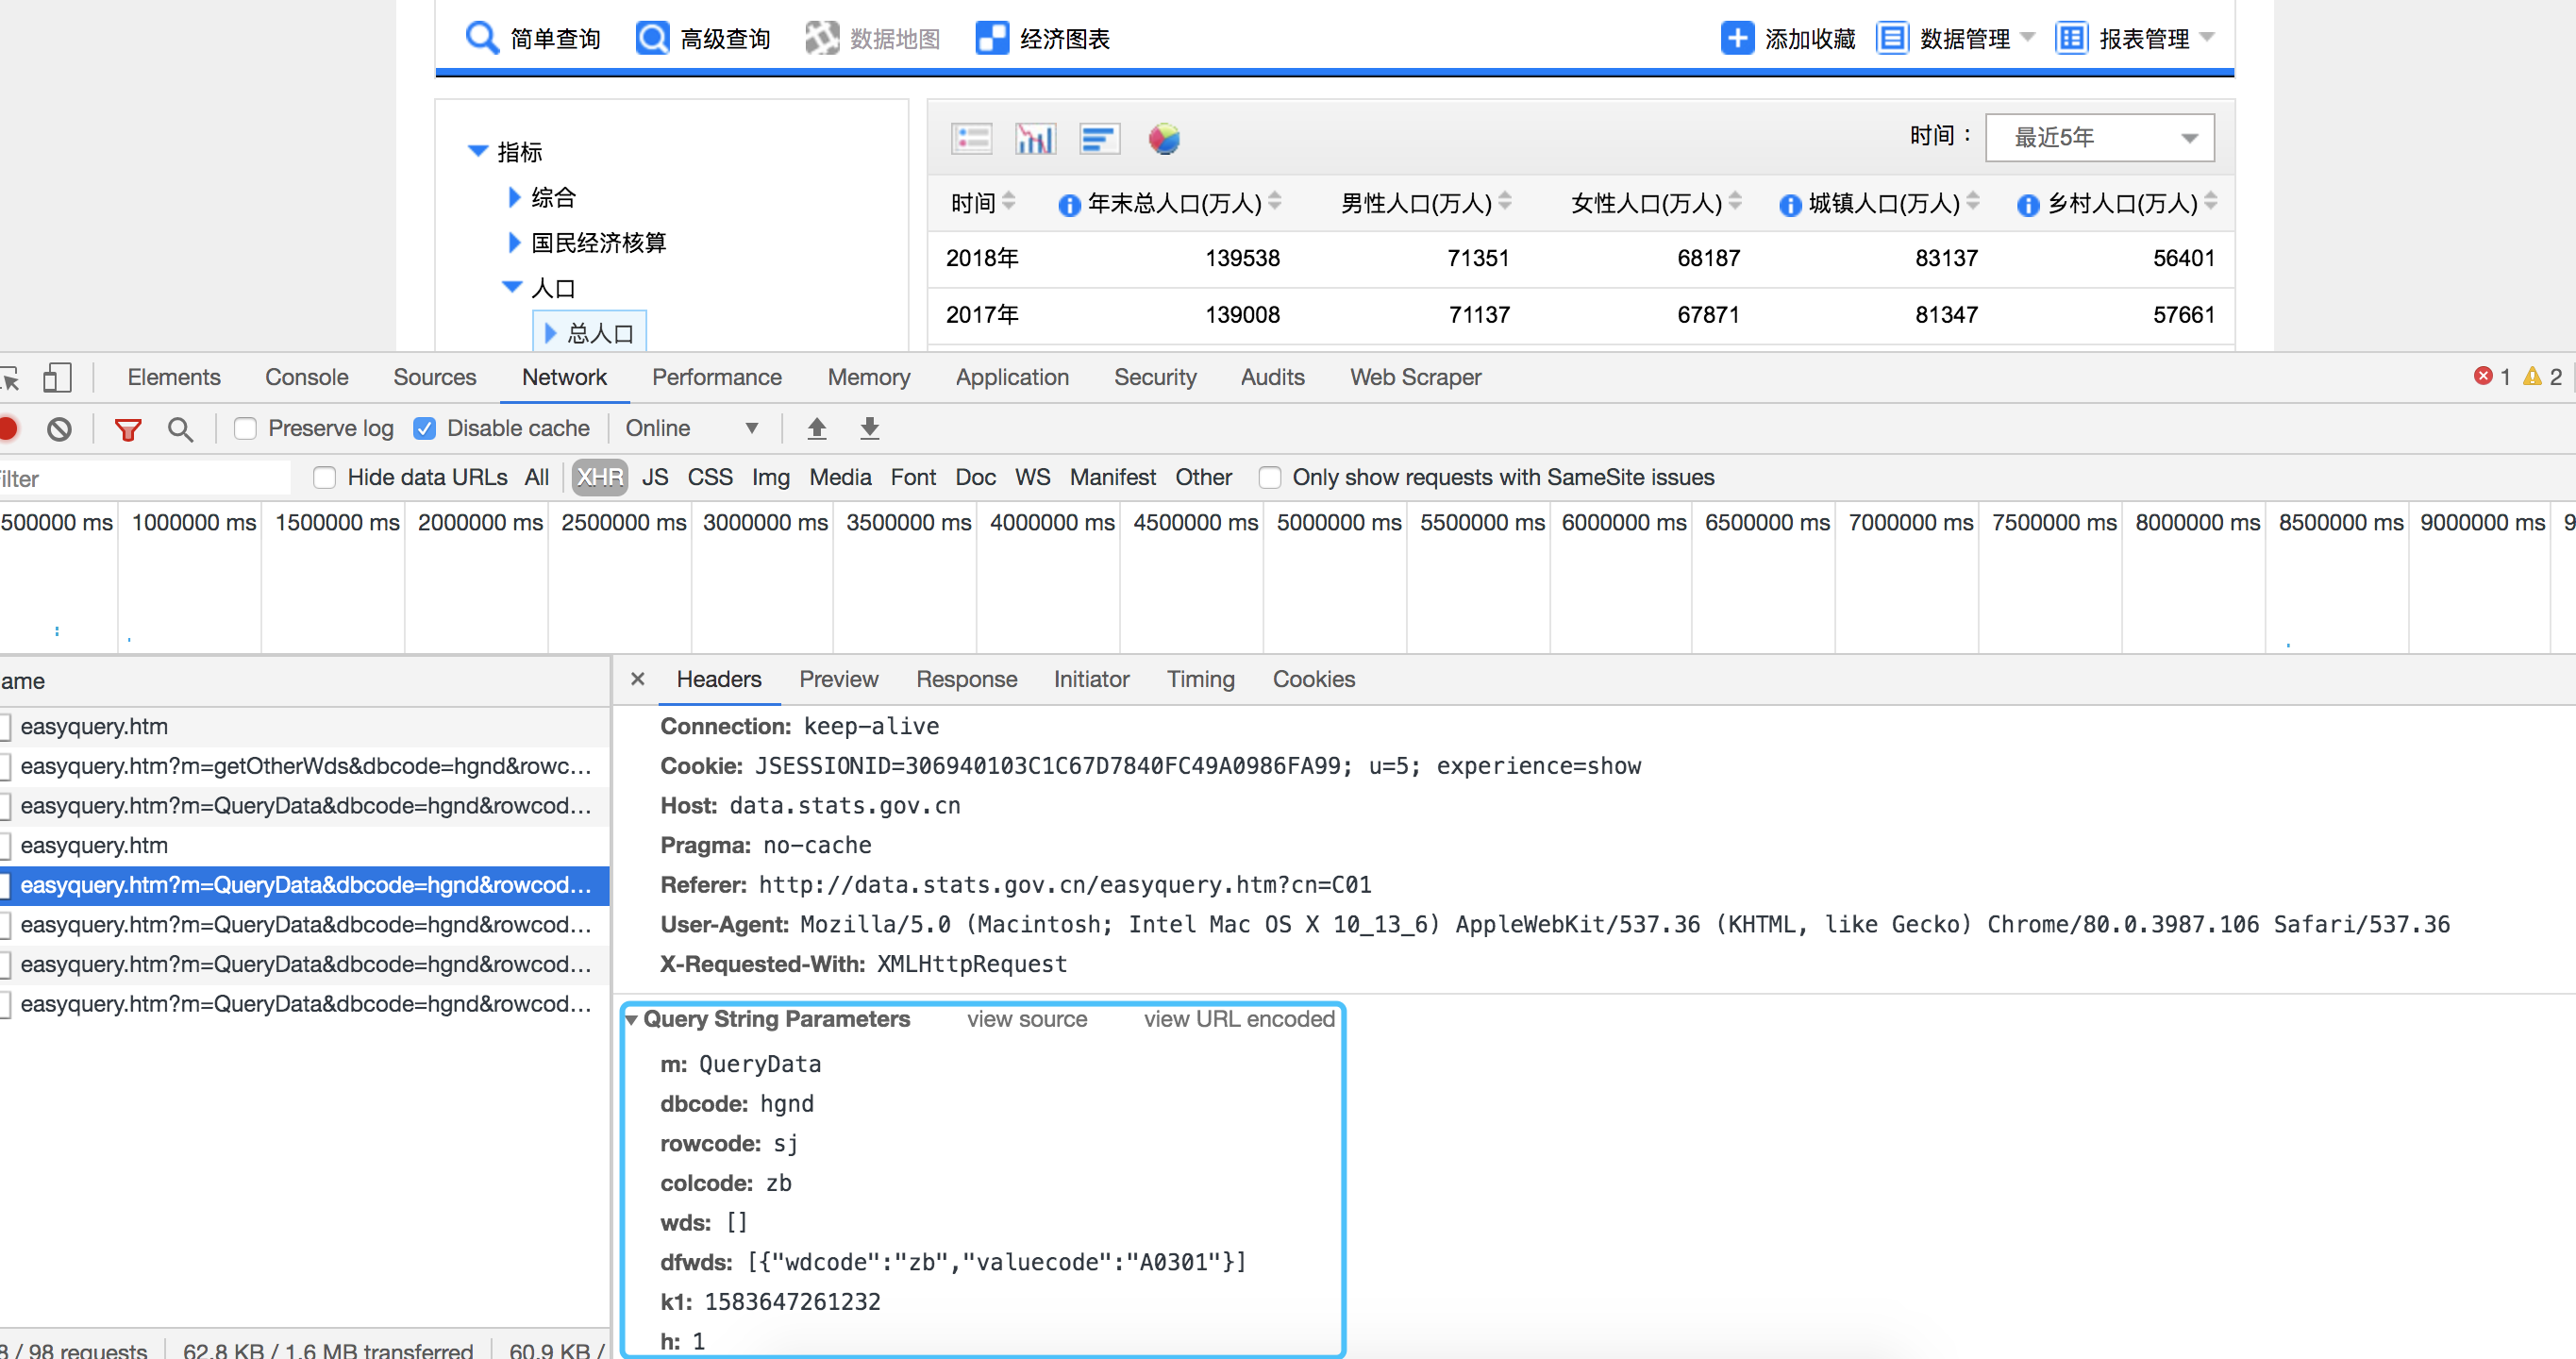 简单查询 高级查询 数据地图 经济图表 添加收藏 数据管理 报表管理
指标
综合
国民经济核算
人口
总人口
时间： 最近5年
时间 年末总人口(万人) 男性人口(万人) 女性人口(万人) 城镇人口(万人) 乡村人口(万人)
2018年 139538 71351 68187 83137 56401
2017年 139008 71137 67871 81347 57661
Elements Console Sources Network Performance Memory Application Security Audits Web Scraper 1 2
Preserve log Disable cache Online
ilter Hide data URLs All XHR JS CSS Img Media Font Doc WS Manifest Other Only show requests with SameSite issues
500000 ms 1000000 ms 1500000 ms 2000000 ms 2500000 ms 3000000 ms 3500000 ms 4000000 ms 4500000 ms 5000000 ms 5500000 ms 6000000 ms 6500000 ms 7000000 ms 7500000 ms 8000000 ms 8500000 ms 9000000 ms 9
ame
easyquery.htm
easyquery.htm?m=getOtherWds&dbcode=hgnd&rowc...
easyquery.htm?m=QueryData&dbcode=hgnd&rowcod...
easyquery.htm
easyquery.htm?m=QueryData&dbcode=hgnd&rowcod...
easyquery.htm?m=QueryData&dbcode=hgnd&rowcod...
easyquery.htm?m=QueryData&dbcode=hgnd&rowcod...
easyquery.htm?m=QueryData&dbcode=hgnd&rowcod...
8 / 98 requests 62.8 KB / 1.6 MB transferred 60.9 KB /
× Headers Preview Response Initiator Timing Cookies
Connection: keep-alive
Cookie: JSESSIONID=306940103C1C67D7840FC49A0986FA99; u=5; experience=show
Host: data.stats.gov.cn
Pragma: no-cache
Referer: http://data.stats.gov.cn/easyquery.htm?cn=C01
User-Agent: Mozilla/5.0 (Macintosh; Intel Mac OS X 10_13_6) AppleWebKit/537.36 (KHTML, like Gecko) Chrome/80.0.3987.106 Safari/537.36
X-Requested-With: XMLHttpRequest
Query String Parameters view source view URL encoded
m: QueryData
dbcode: hgnd
rowcode: sj
colcode: zb
wds: []
dfwds: [{"wdcode":"zb","valuecode":"A0301"}]
k1: 1583647261232
h: 1